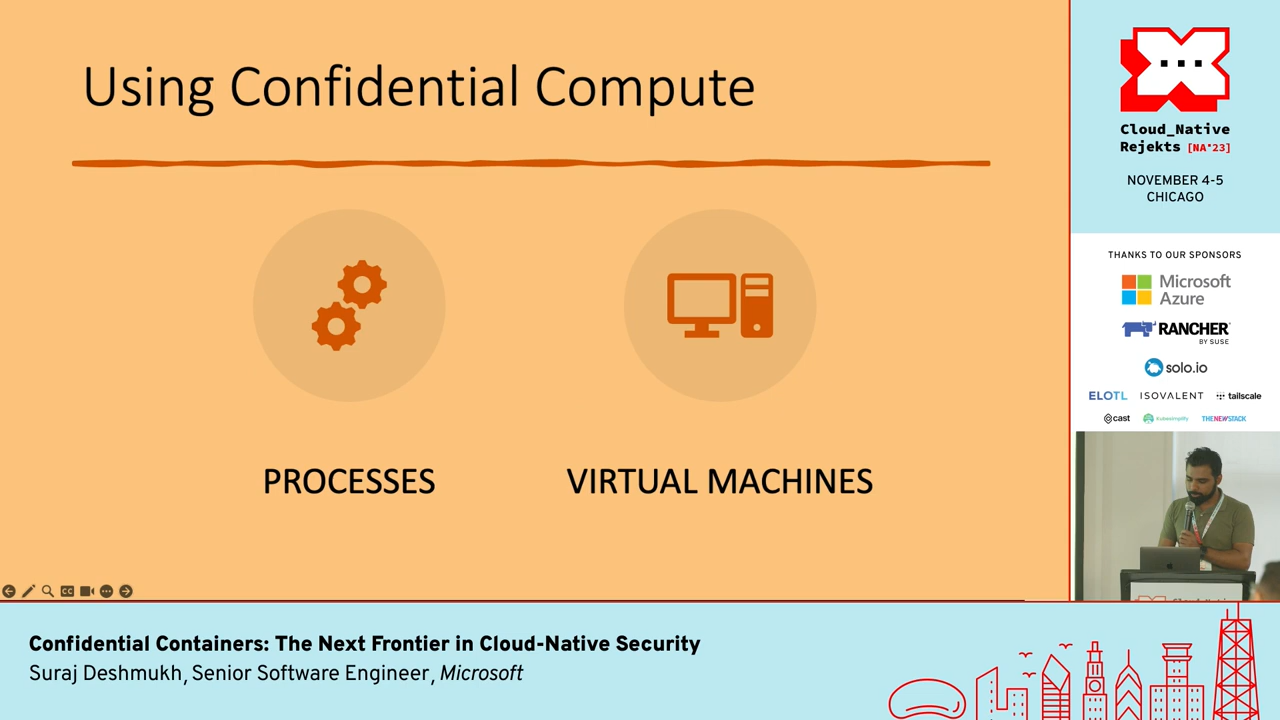 Using Confidential Compute
PROCESSES
VIRTUAL MACHINES
Cloud_Native
Rejekts [NA'23]
NOVEMBER 4-5
CHICAGO
THANKS TO OUR SPONSORS
Microsoft
Azure
RANCHER
BY SUSE
solo.io
ELOTL ISOVALENT tailscale
cast kubesimplify THENEWSTACK
CC
Confidential Containers: The Next Frontier in Cloud-Native Security
Suraj Deshmukh, Senior Software Engineer, Microsoft